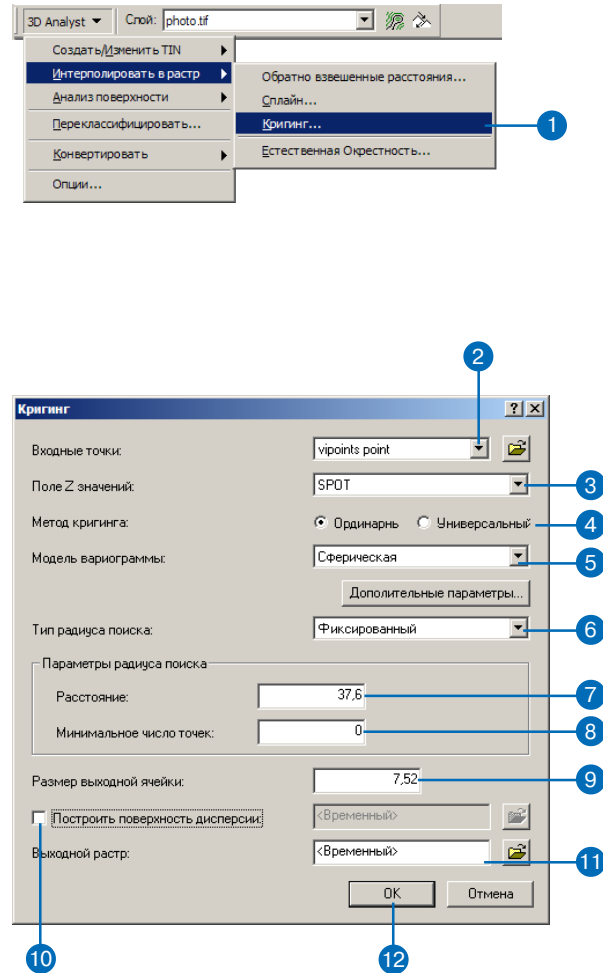 3D Analyst Слой: photo.tif
Создать/Изменить TIN
Интерполировать в растр
Анализ поверхности
Переклассифицировать...
Конвертировать
Опции...
Обратно взвешенные расстояния...
Сплайн...
Кригинг...
Естественная Окрестность...
1
2
Кригинг
Входные точки: vipoints point
Поле Z значений: SPOT 3
Метод кригинга: Ординарнь Универсальный 4
Модель вариограммы: Сферическая 5
Дополительные параметры...
Тип радиуса поиска: Фиксированный 6
Параметры радиуса поиска
Расстояние: 37,6 7
Минимальное число точек: 0 8
Размер выходной ячейки: 7,52 9
Построить поверхность дисперсии: <Временный>
Выходной растр: <Временный> 11
OK Отмена
10 12